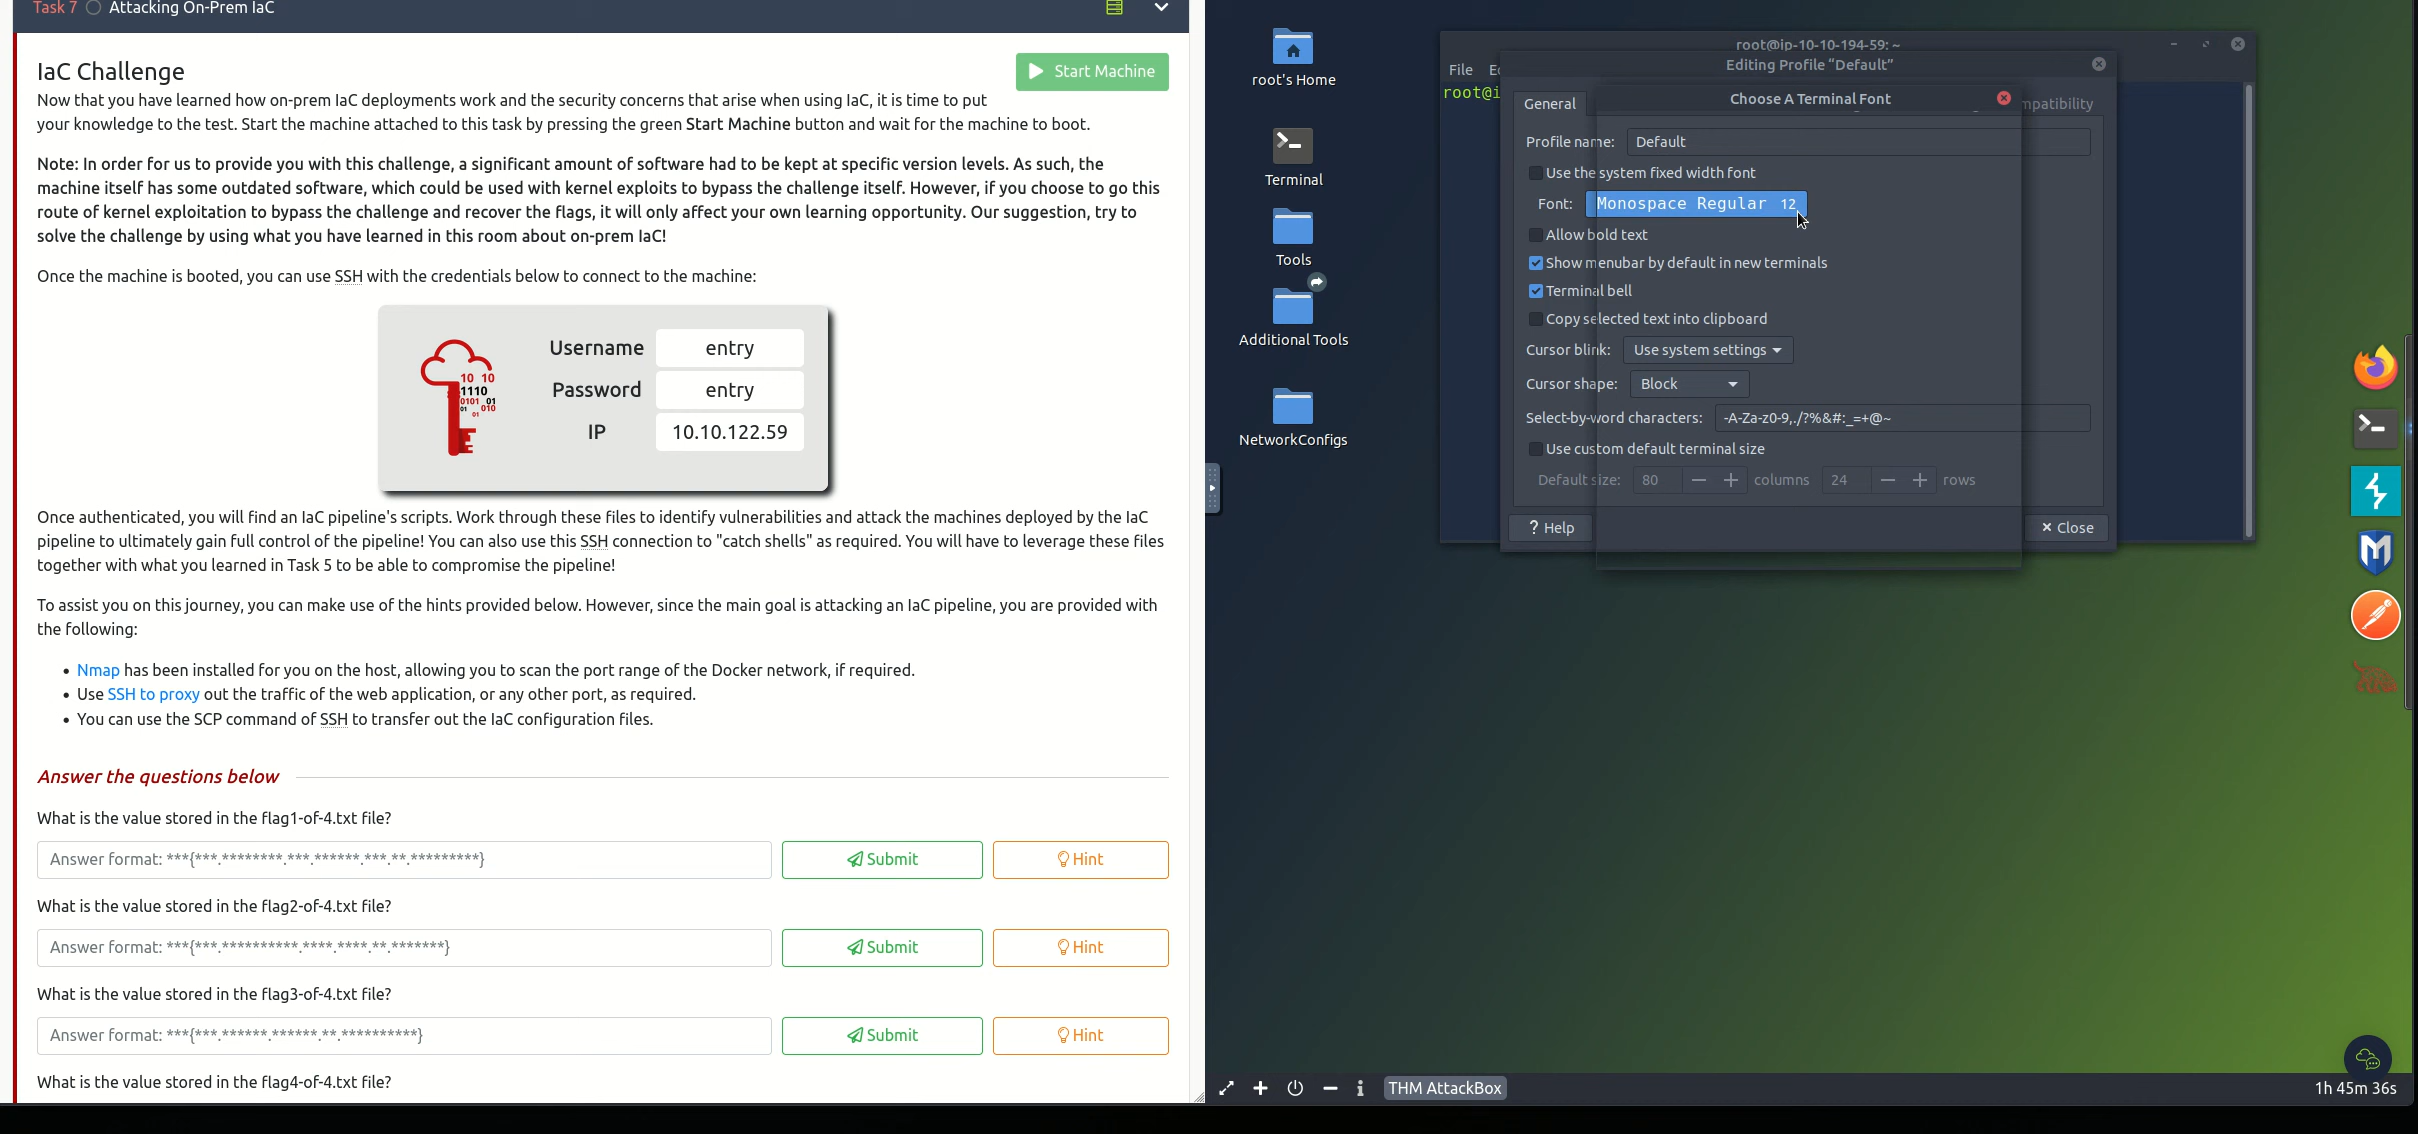 Task 7 Attacking On-Prem IaC
IaC Challenge
Start Machine
Now that you have learned how on-prem IaC deployments work and the security concerns that arise when using IaC, it is time to put
your knowledge to the test. Start the machine attached to this task by pressing the green Start Machine button and wait for the machine to boot.
Note: In order for us to provide you with this challenge, a significant amount of software had to be kept at specific version levels. As such, the
machine itself has some outdated software, which could be used with kernel exploits to bypass the challenge itself. However, if you choose to go this
route of kernel exploitation to bypass the challenge and recover the flags, it will only affect your own learning opportunity. Our suggestion, try to
solve the challenge by using what you have learned in this room about on-prem IaC!
Once the machine is booted, you can use SSH with the credentials below to connect to the machine:
Username entry
Password entry
IP 10.10.122.59
Once authenticated, you will find an IaC pipeline's scripts. Work through these files to identify vulnerabilities and attack the machines deployed by the IaC
pipeline to ultimately gain full control of the pipeline! You can also use this SSH connection to "catch shells" as required. You will have to leverage these files
together with what you learned in Task 5 to be able to compromise the pipeline!
To assist you on this journey, you can make use of the hints provided below. However, since the main goal is attacking an IaC pipeline, you are provided with
the following:
• Nmap has been installed for you on the host, allowing you to scan the port range of the Docker network, if required.
• Use SSH to proxy out the traffic of the web application, or any other port, as required.
• You can use the SCP command of SSH to transfer out the IaC configuration files.
Answer the questions below
What is the value stored in the flag1-of-4.txt file?
Answer format: ***{***.********.***.******.***.**.*********}
Submit
Hint
What is the value stored in the flag2-of-4.txt file?
Answer format: ***{***.**********.****.****.**.*******}
Submit
Hint
What is the value stored in the flag3-of-4.txt file?
Answer format: ***{***.******.******.**.**********}
Submit
Hint
What is the value stored in the flag4-of-4.txt file?
root's Home
Terminal
Tools
Additional Tools
NetworkConfigs
root@ip-10-10-194-59: ~
File
root@i
Editing Profile “Default”
Choose A Terminal Font
General
mpatibility
Profile name: Default
Use the system fixed width font
Font: Monospace Regular 12
Allow bold text
Show menubar by default in new terminals
Terminal bell
Copy selected text into clipboard
Cursor blink: Use system settings
Cursor shape: Block
Select-by-word characters: -A-Za-z0-9,./?%&#:_=+@~
Use custom default terminal size
Default size: 80 columns 24 rows
? Help
× Close
THM AttackBox
1h 45m 36s